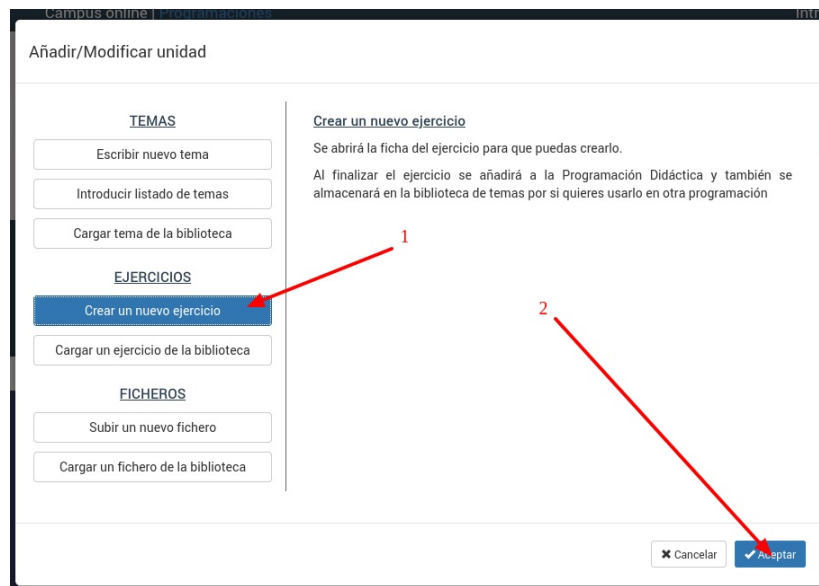 Campus online | Programaciones
Añadir/Modificar unidad
TEMAS
Escribir nuevo tema
Introducir listado de temas
Cargar tema de la biblioteca
EJERCICIOS
Crear un nuevo ejercicio
Cargar un ejercicio de la biblioteca
FICHEROS
Subir un nuevo fichero
Cargar un fichero de la biblioteca
Crear un nuevo ejercicio
Se abrirá la ficha del ejercicio para que puedas crearlo.
Al finalizar el ejercicio se añadirá a la Programación Didáctica y también se
almacenará en la biblioteca de temas por si quieres usarlo en otra programación
1
2
Cancelar
Aceptar